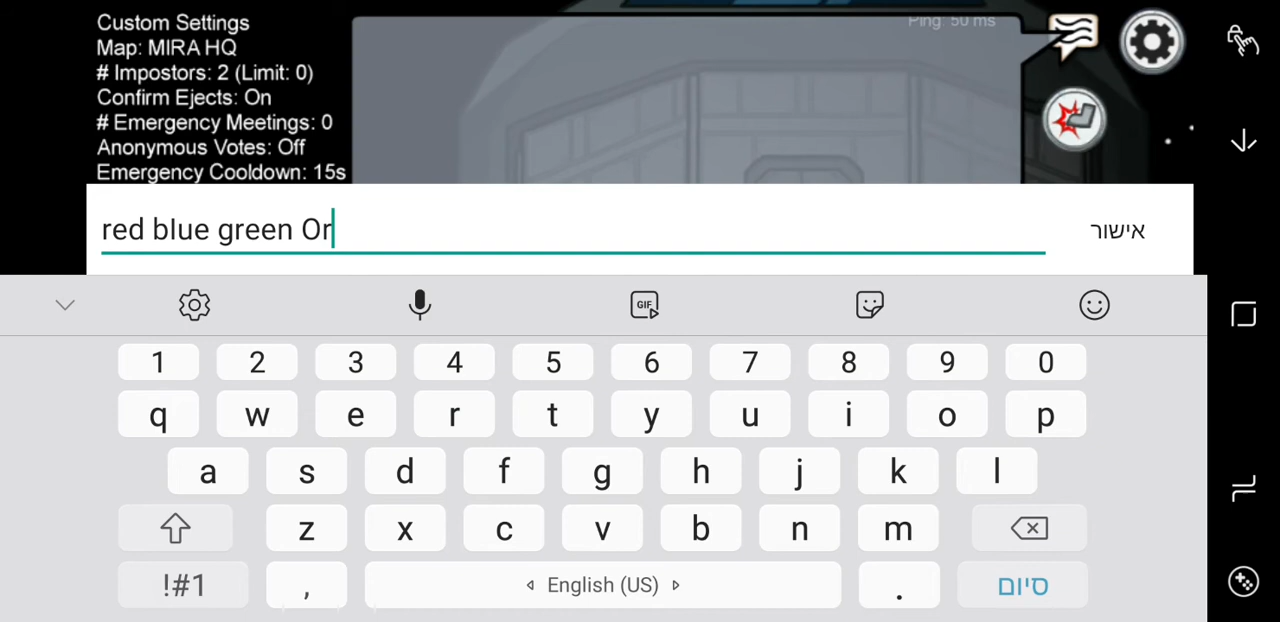 Custom Settings
Ping: 50 ms
Map: MIRA HQ
# Impostors: 2 (Limit: 0)
Confirm Ejects: On
# Emergency Meetings: 0
Anonymous Votes: Off
Emergency Cooldown: 15s
red blue green Or
אישור
GIF
1 2 3 4 5 6 7 8 9 0
q w e r t y u i o p
a s d f g h j k l
z x c v b n m
!#1 , English (US) . סיום